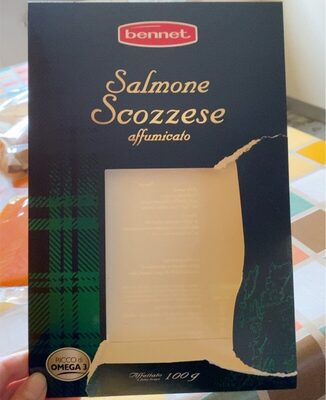 bennet
Salmone
Scozzese
affumicato
RICCO di
OMEGA 3
Affettato
100 g